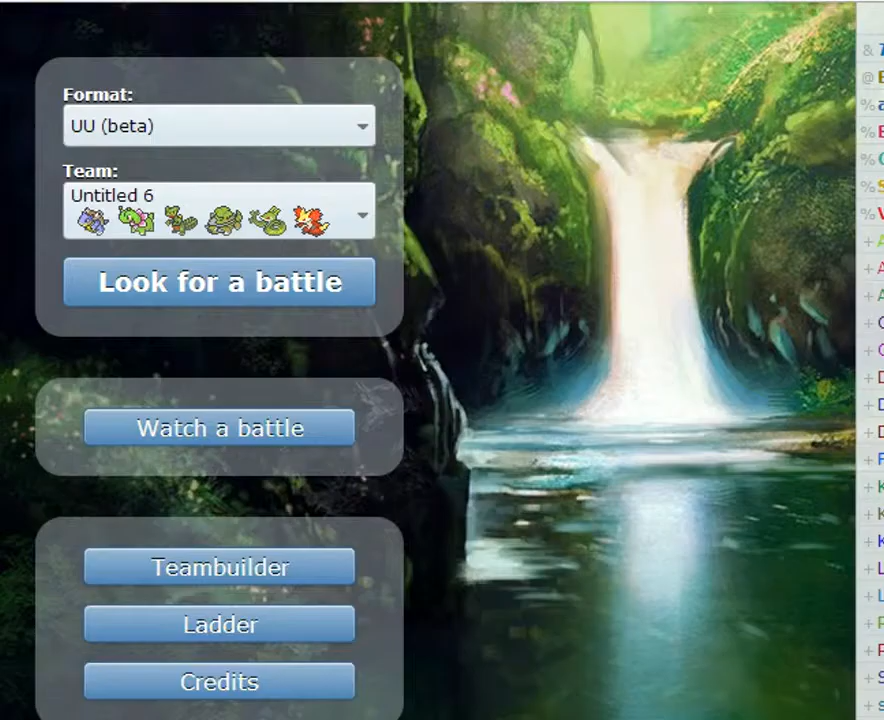 Format:
UU (beta)
Team:
Untitled 6
Look for a battle
Watch a battle
Teambuilder
Ladder
Credits